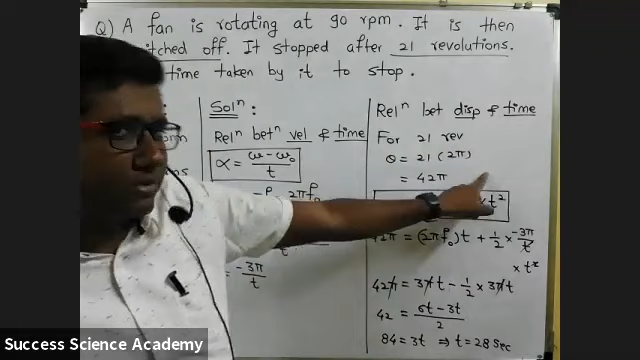 Q) A fan is rotating at 90 rpm. It is then
itched off. It stopped after 21 revolutions.
time taken by it to stop.
Solⁿ :
Relⁿ betⁿ vel & time
α = ω - ω₀ / t
2πf₀
= -3π / t
Relⁿ bet disp & time
For 21 rev
θ = 21 (2π)
= 42π
t²
42π = (2πf₀)t + 1/2 × -3π/t
× t²
42π = 3πt - 1/2 × 3πt
42 = 6t - 3t / 2
84 = 3t ⇒ t = 28 sec
Success Science Academy